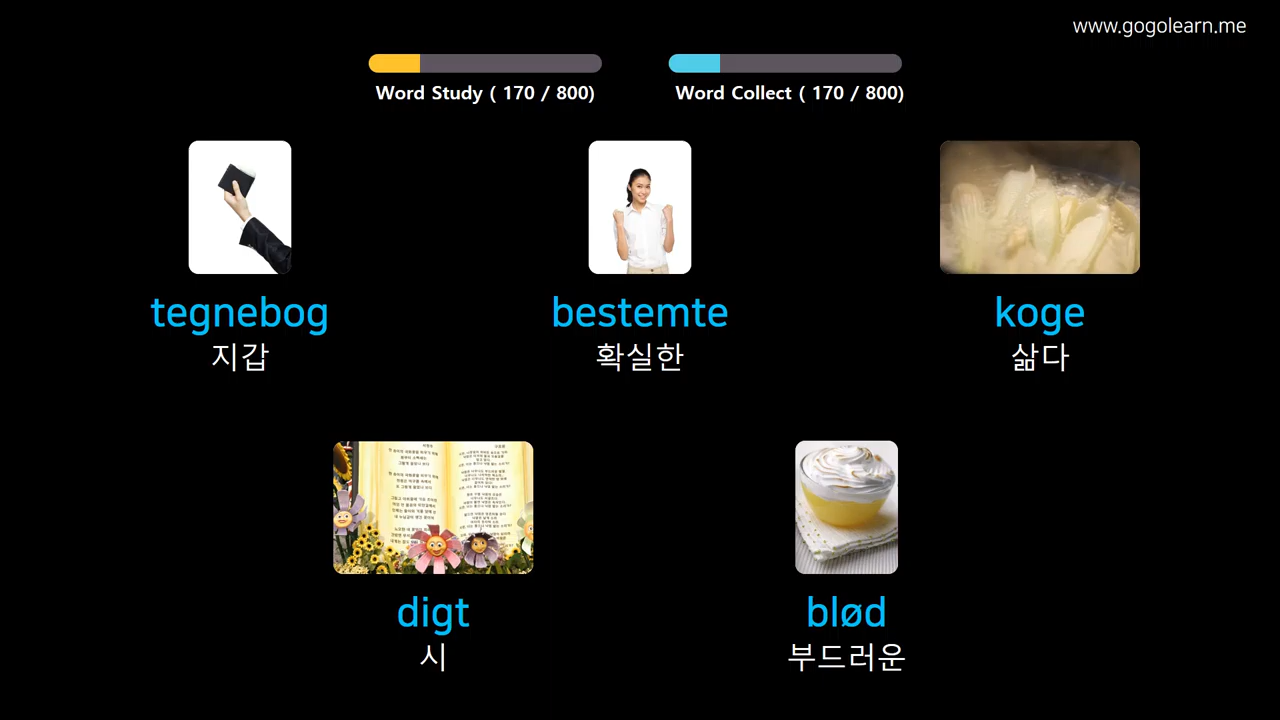 www.gogolearn.me
Word Study ( 170 / 800)
Word Collect ( 170 / 800)
tegnebog
지갑
bestemte
확실한
koge
삶다
digt
시
blød
부드러운